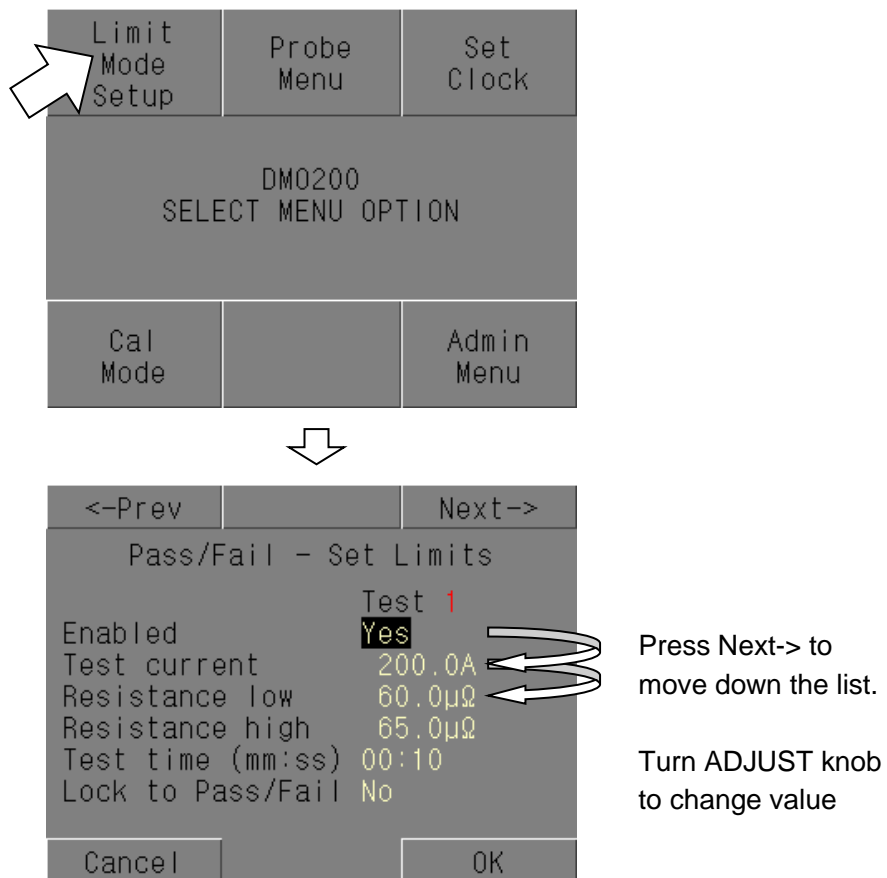 Limit
Mode
Setup
Probe
Menu
Set
Clock
DMO200
SELECT MENU OPTION
Cal
Mode
Admin
Menu
<-Prev
Next->
Pass/Fail - Set Limits
Test 1
Enabled Yes
Test current 200.0A
Resistance low 60.0µΩ
Resistance high 65.0µΩ
Test time (mm:ss) 00:10
Lock to Pass/Fail No
Cancel
OK
Press Next-> to
move down the list.
Turn ADJUST knob
to change value